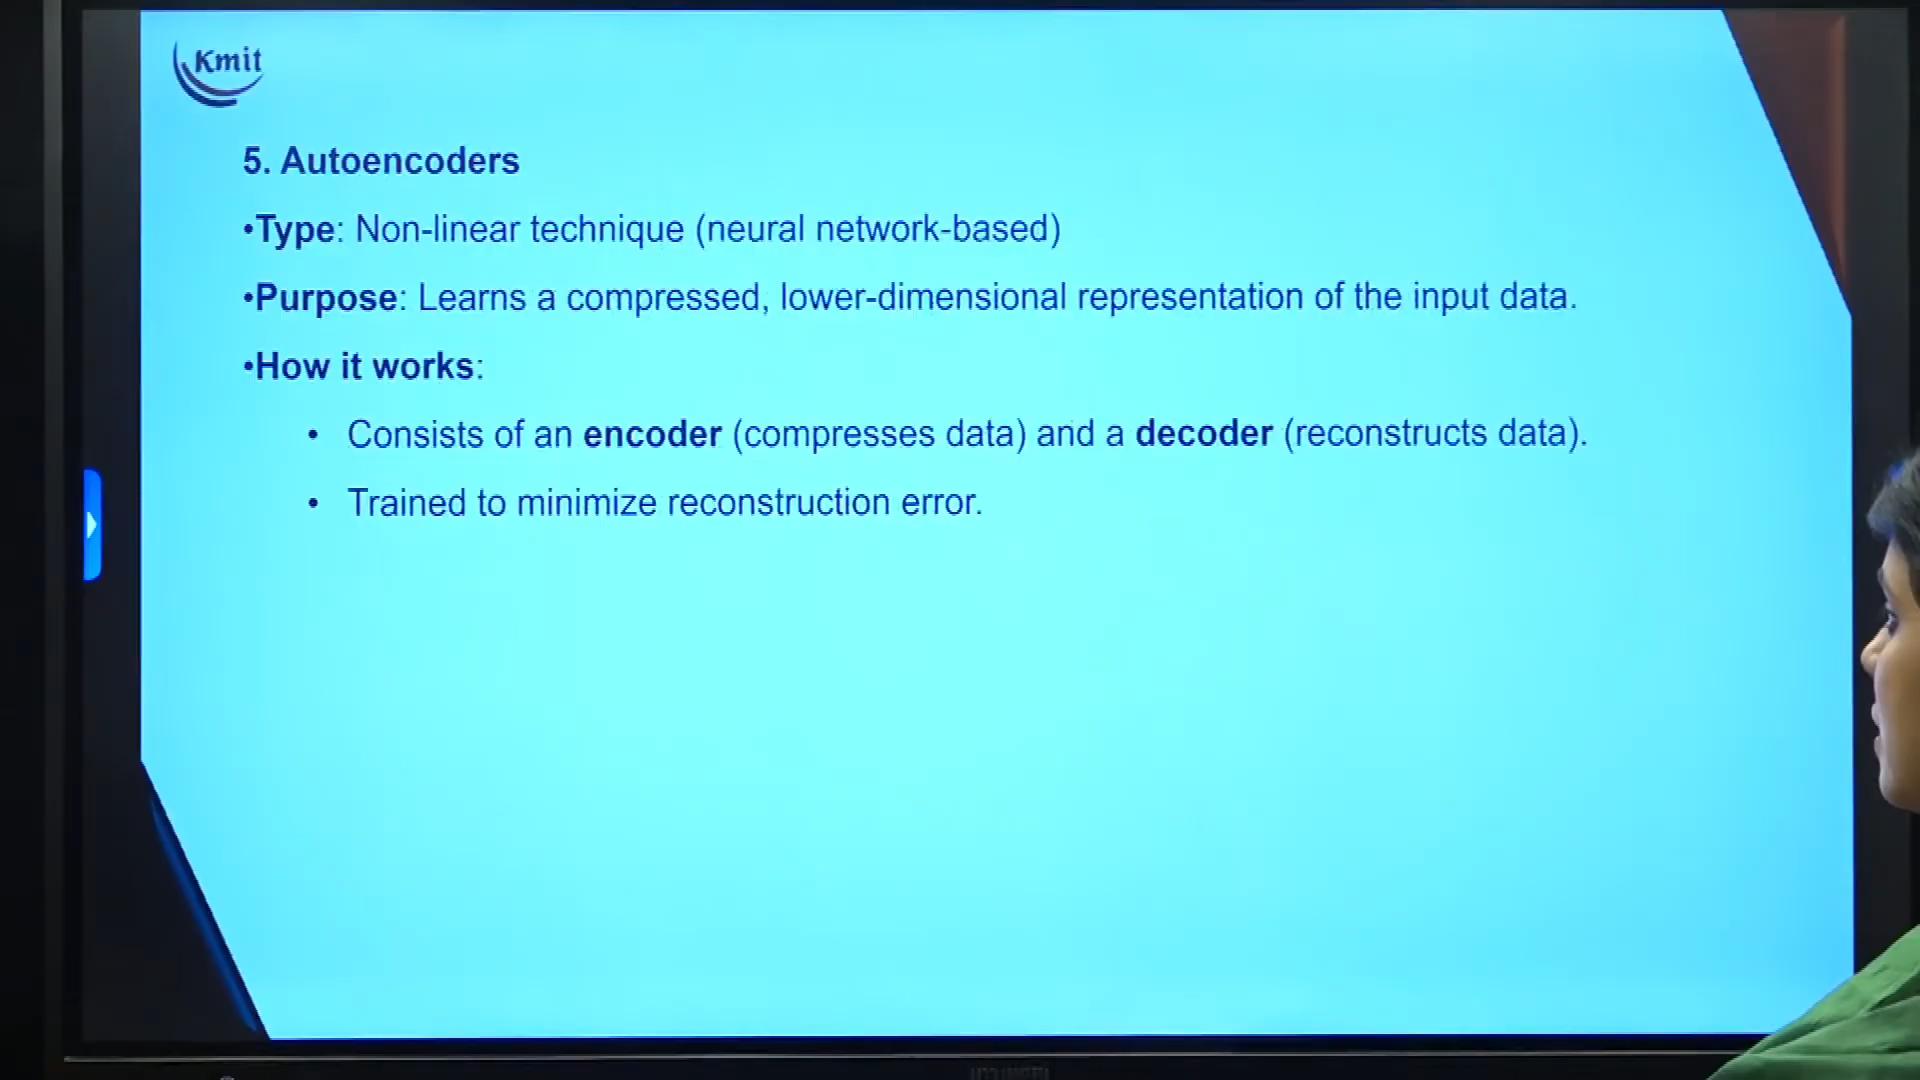 Kmit
5. Autoencoders
•Type: Non-linear technique (neural network-based)
•Purpose: Learns a compressed, lower-dimensional representation of the input data.
•How it works:
• Consists of an encoder (compresses data) and a decoder (reconstructs data).
• Trained to minimize reconstruction error.